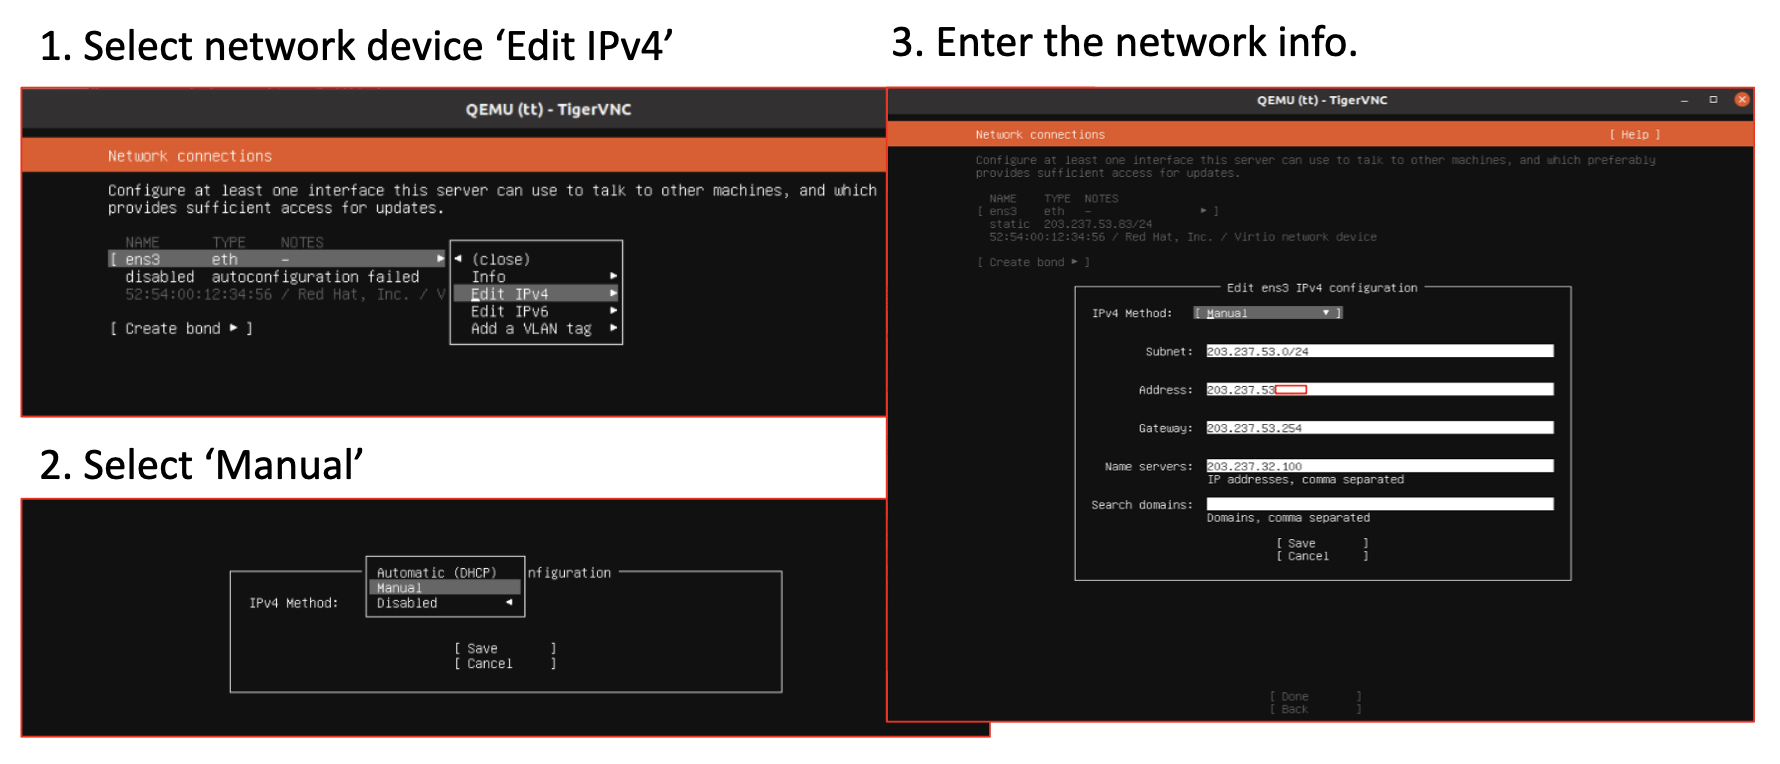 1. Select network device ‘Edit IPv4’
QEMU (tt) - TigerVNC
Network connections
Configure at least one interface this server can use to talk to other machines, and which
provides sufficient access for updates.
NAME TYPE NOTES
[ ens3 eth – ▸
disabled autoconfiguration failed
52:54:00:12:34:56 / Red Hat, Inc. / V
[ Create bond ▸ ]
◂ (close)
Info ▸
Edit IPv4 ▸
Edit IPv6 ▸
Add a VLAN tag ▸
2. Select ‘Manual’
Automatic (DHCP)
Manual
Disabled ◂
nfiguration
IPv4 Method:
[ Save ]
[ Cancel ]
3. Enter the network info.
QEMU (tt) - TigerVNC
Network connections [ Help ]
Configure at least one interface this server can use to talk to other machines, and which preferably
provides sufficient access for updates.
NAME TYPE NOTES
[ ens3 eth – ▸ ]
static 203.237.53.83/24
52:54:00:12:34:56 / Red Hat, Inc. / Virtio network device
[ Create bond ▸ ]
Edit ens3 IPv4 configuration
IPv4 Method: [ Manual ▾ ]
Subnet: 203.237.53.0/24
Address: 203.237.53
Gateway: 203.237.53.254
Name servers: 203.237.32.100
IP addresses, comma separated
Search domains:
Domains, comma separated
[ Save ]
[ Cancel ]
[ Done ]
[ Back ]